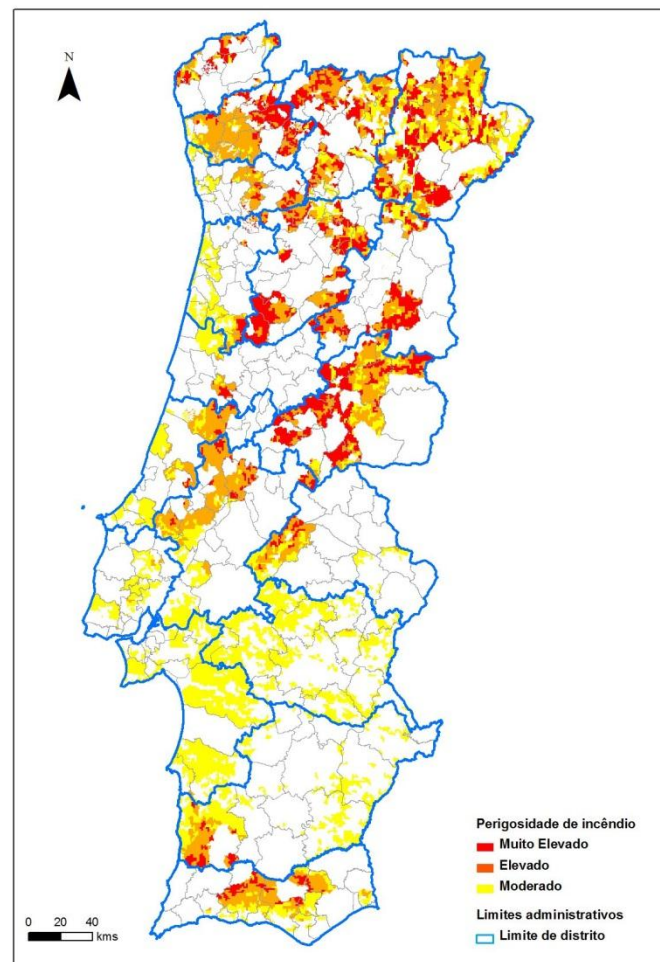 N
Perigosidade de incêndio
Muito Elevado
Elevado
Moderado
Limites administrativos
Limite de distrito
0 20 40
kms